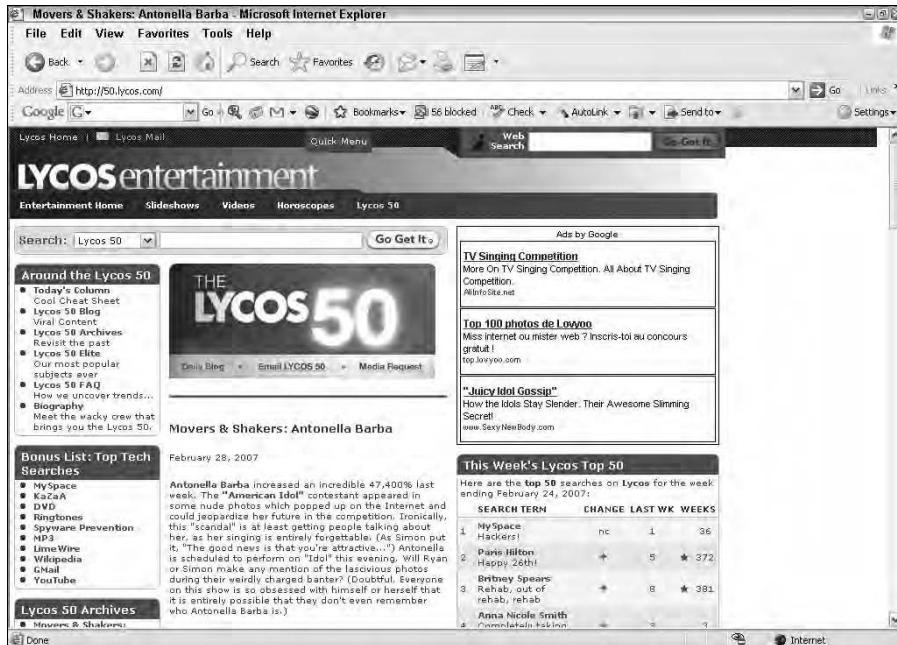 Movers & Shakers: Antonella Barba - Microsoft Internet Explorer
File Edit View Favorites Tools Help
Back Search Favorites
Address http://50.lycos.com/ Go Links
Google G Go Bookmarks 56 blocked Check AutoLink Send to Settings
Lycos Home | Lycos Mail Quick Menu Web Search Go Get It
LYCOS entertainment
Entertainment Home Slideshows Videos Horoscopes Lycos 50
Search: Lycos 50 Go Get It
Around the Lycos 50
Today's Column
Cool Cheat Sheet
Lycos 50 Blog
Viral Content
Lycos 50 Archives
Revisit the past
Lycos 50 Elite
Our most popular
subjects ever
Lycos 50 FAQ
How we uncover trends...
Biography
Meet the wacky crew that
brings you the Lycos 50.
Bonus List: Top Tech
Searches
MySpace
KaZaA
DVD
Ringtones
Spyware Prevention
MP3
LimeWire
Wikipedia
GMail
YouTube
Lycos 50 Archives
Movers & Shakers:
THE
LYCOS 50
Daily Blog Email LYCOS 50 Media Request
Movers & Shakers: Antonella Barba
February 28, 2007
Antonella Barba increased an incredible 47,400% last
week. The "American Idol" contestant appeared in
some nude photos which popped up on the Internet and
could jeopardize her future in the competition. Ironically,
this "scandal" is at least getting people talking about
her, as her singing is entirely forgettable. (As Simon put
it, "The good news is that you're attractive...") Antonella
is scheduled to perform on "Idol" this evening. Will Ryan
or Simon make any mention of the lascivious photos
during their weirdly charged banter? (Doubtful. Everyone
on this show is so obsessed with himself or herself that
it is entirely possible that they don't even remember
who Antonella Barba is.)
Ads by Google
TV Singing Competition
More On TV Singing Competition. All About TV Singing
Competition.
AllInfoSite.net
Top 100 photos de Lovyoo
Miss internet ou mister web ? Inscris-toi au concours
gratuit !
top.lovyoo.com
"Juicy Idol Gossip"
How the Idols Stay Slender. Their Awesome Slimming
Secret!
www.SexyNewBody.com
This Week's Lycos Top 50
Here are the top 50 searches on Lycos for the week
ending February 24, 2007:
SEARCH TERN CHANGE LAST WK WEEKS
1 MySpace nc 1 36
Hackers!
2 Paris Hilton 5 372
Happy 26th!
3 Britney Spears 8 381
Rehab, out of
rehab, rehab
4 Anna Nicole Smith 3 3
Completely taking
Done Internet